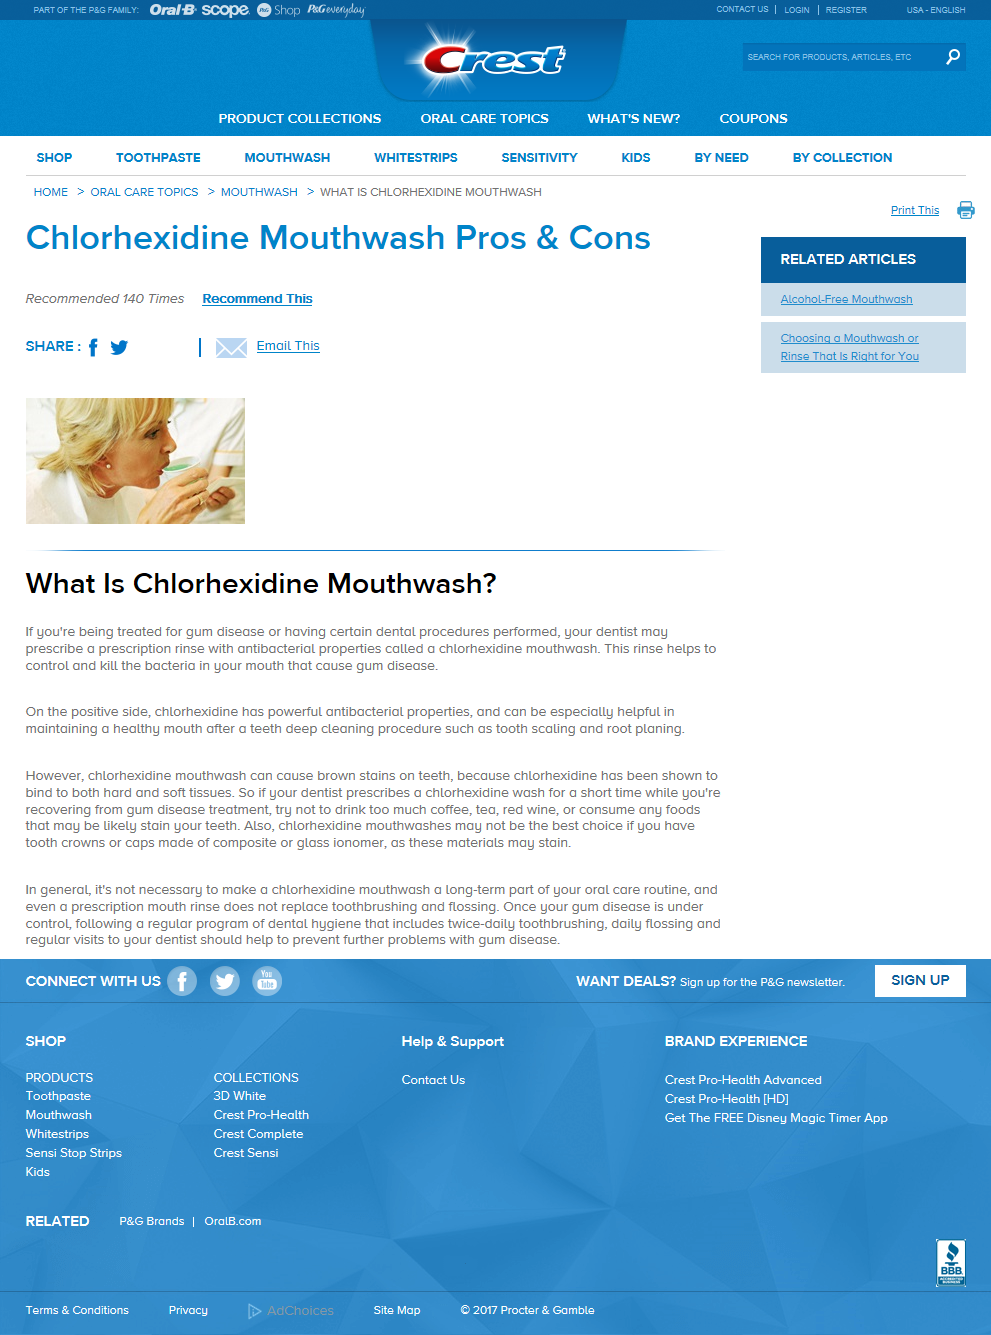 PART OF THE P&G FAMILY: Oral-B scope. P&G Shop P&G everyday
CONTACT US | LOGIN | REGISTER USA - ENGLISH
Crest
SEARCH FOR PRODUCTS, ARTICLES, ETC
PRODUCT COLLECTIONS ORAL CARE TOPICS WHAT'S NEW? COUPONS
SHOP TOOTHPASTE MOUTHWASH WHITESTRIPS SENSITIVITY KIDS BY NEED BY COLLECTION
HOME > ORAL CARE TOPICS > MOUTHWASH > WHAT IS CHLORHEXIDINE MOUTHWASH
Print This
Chlorhexidine Mouthwash Pros & Cons
RELATED ARTICLES
Alcohol-Free Mouthwash
Choosing a Mouthwash or
Rinse That Is Right for You
Recommended 140 Times Recommend This
SHARE : | Email This
What Is Chlorhexidine Mouthwash?
If you're being treated for gum disease or having certain dental procedures performed, your dentist may
prescribe a prescription rinse with antibacterial properties called a chlorhexidine mouthwash. This rinse helps to
control and kill the bacteria in your mouth that cause gum disease.
On the positive side, chlorhexidine has powerful antibacterial properties, and can be especially helpful in
maintaining a healthy mouth after a teeth deep cleaning procedure such as tooth scaling and root planing.
However, chlorhexidine mouthwash can cause brown stains on teeth, because chlorhexidine has been shown to
bind to both hard and soft tissues. So if your dentist prescribes a chlorhexidine wash for a short time while you're
recovering from gum disease treatment, try not to drink too much coffee, tea, red wine, or consume any foods
that may be likely stain your teeth. Also, chlorhexidine mouthwashes may not be the best choice if you have
tooth crowns or caps made of composite or glass ionomer, as these materials may stain.
In general, it's not necessary to make a chlorhexidine mouthwash a long-term part of your oral care routine, and
even a prescription mouth rinse does not replace toothbrushing and flossing. Once your gum disease is under
control, following a regular program of dental hygiene that includes twice-daily toothbrushing, daily flossing and
regular visits to your dentist should help to prevent further problems with gum disease.
CONNECT WITH US You Tube WANT DEALS? Sign up for the P&G newsletter. SIGN UP
SHOP
PRODUCTS
Toothpaste
Mouthwash
Whitestrips
Sensi Stop Strips
Kids
COLLECTIONS
3D White
Crest Pro-Health
Crest Complete
Crest Sensi
Help & Support
Contact Us
BRAND EXPERIENCE
Crest Pro-Health Advanced
Crest Pro-Health [HD]
Get The FREE Disney Magic Timer App
RELATED P&G Brands | OralB.com
BBB.
ACCREDITED
BUSINESS
Terms & Conditions Privacy AdChoices Site Map © 2017 Procter & Gamble